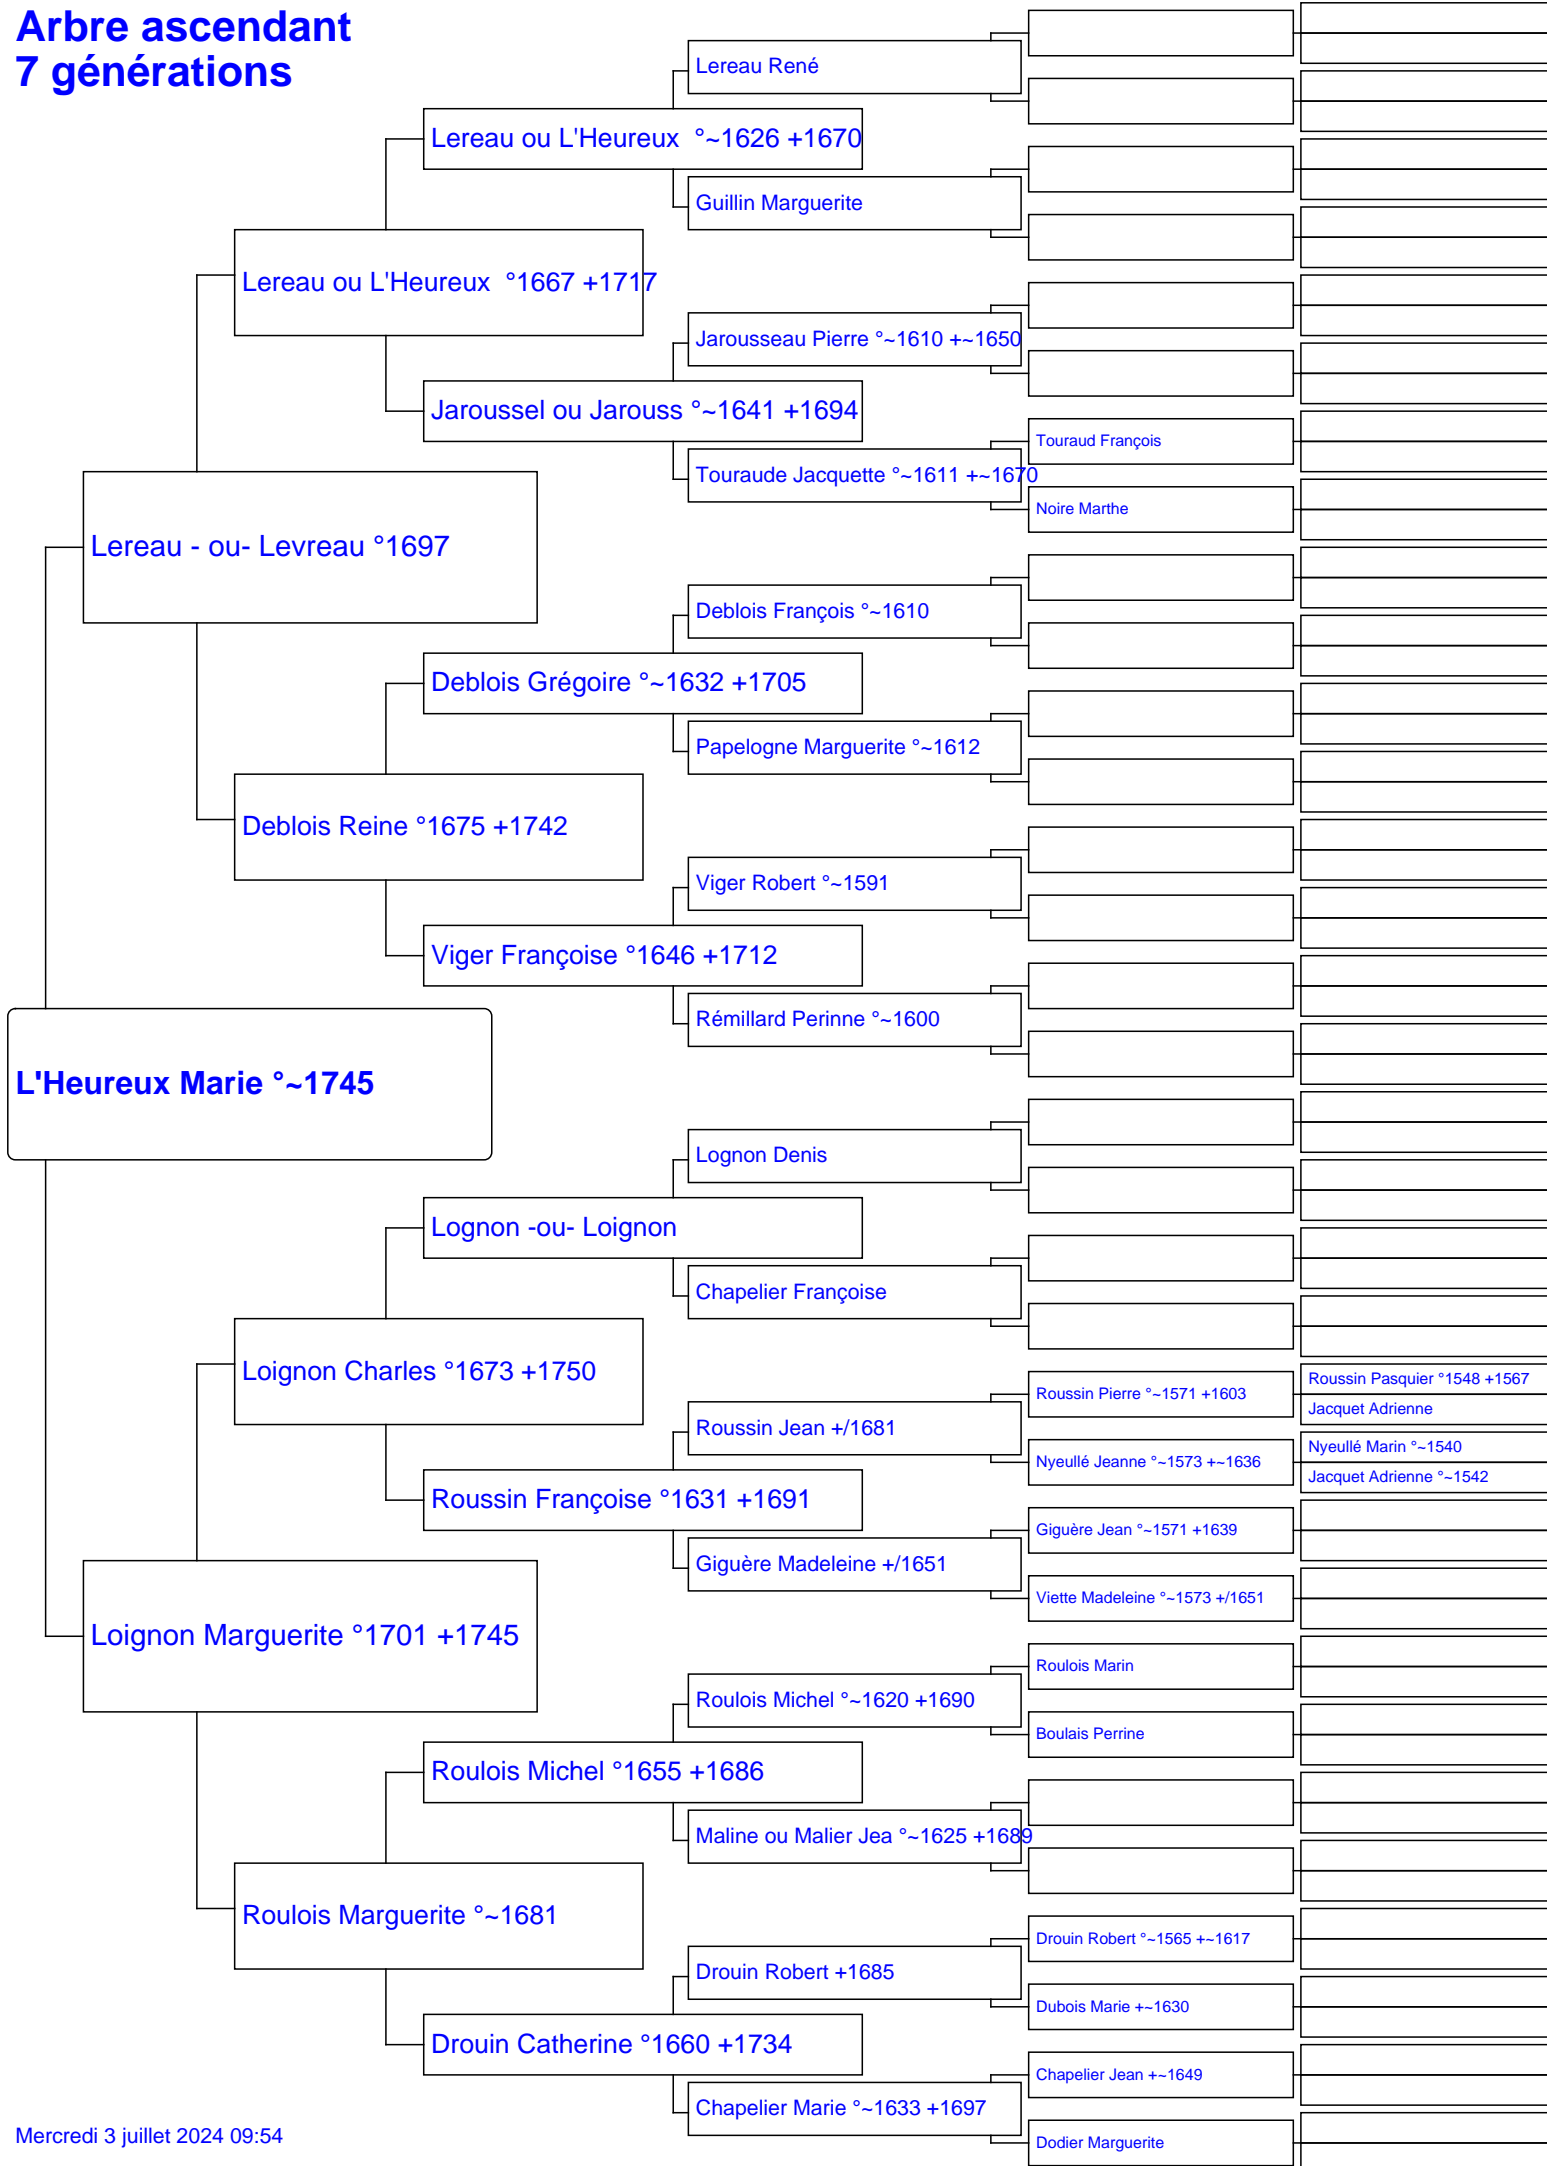 Arbre ascendant
7 générations
Lereau René
Lereau ou L'Heureux  °~1626 +1670
Guillin Marguerite
Lereau ou L'Heureux  °1667 +1717
Jarousseau Pierre °~1610 +~1650
Jaroussel ou Jarouss °~1641 +1694
Touraud François
Touraude Jacquette °~1611 +~1670
Noire Marthe
Lereau - ou- Levreau °1697
Deblois François °~1610
Deblois Grégoire °~1632 +1705
Papelogne Marguerite °~1612
Deblois Reine °1675 +1742
Viger Robert °~1591
Viger Françoise °1646 +1712
Rémillard Perinne °~1600
L'Heureux Marie °~1745
Lognon Denis
Lognon -ou- Loignon
Chapelier Françoise
Loignon Charles °1673 +1750
Roussin Pasquier °1548 +1567
Roussin Pierre °~1571 +1603
Jacquet Adrienne
Roussin Jean +/1681
Nyeullé Marin °~1540
Nyeullé Jeanne °~1573 +~1636
Jacquet Adrienne °~1542
Roussin Françoise °1631 +1691
Giguère Jean °~1571 +1639
Giguère Madeleine +/1651
Viette Madeleine °~1573 +/1651
Loignon Marguerite °1701 +1745
Roulois Marin
Roulois Michel °~1620 +1690
Boulais Perrine
Roulois Michel °1655 +1686
Maline ou Malier Jea °~1625 +1689
Roulois Marguerite °~1681
Drouin Robert °~1565 +~1617
Drouin Robert +1685
Dubois Marie +~1630
Drouin Catherine °1660 +1734
Chapelier Jean +~1649
Chapelier Marie °~1633 +1697
Dodier Marguerite
Mercredi 3 juillet 2024 09:54